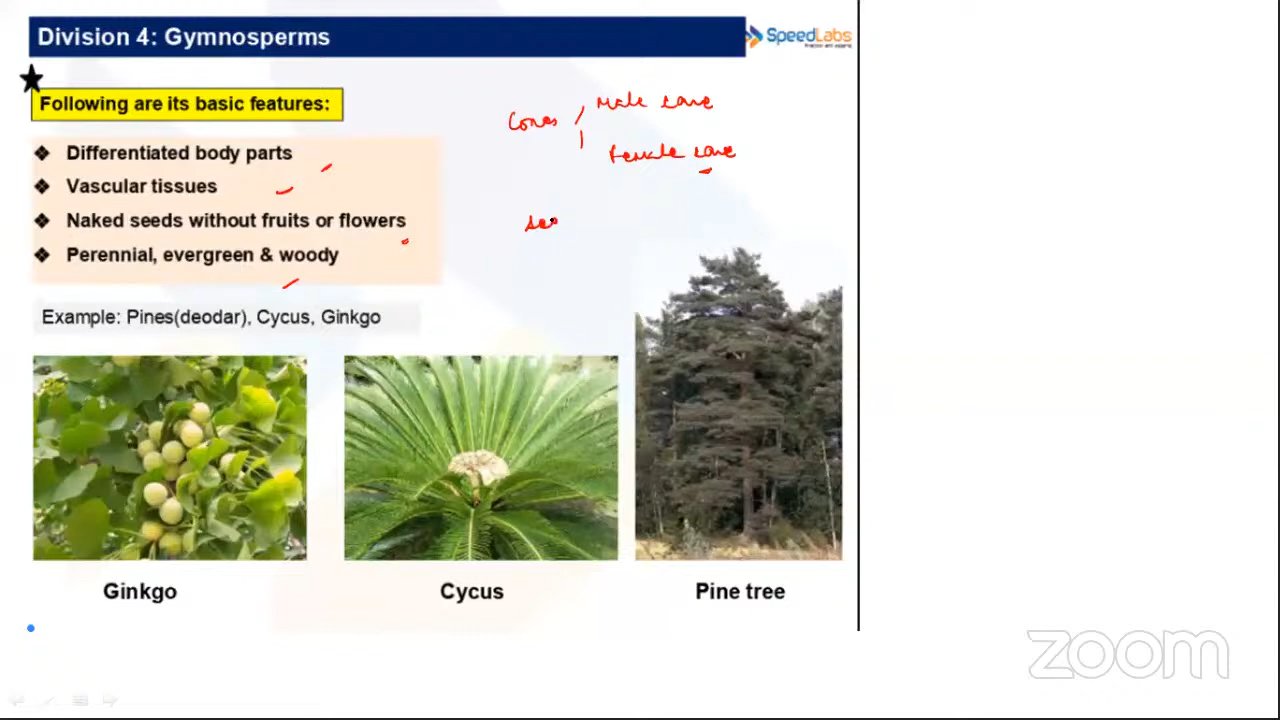 Division 4: Gymnosperms
SpeedLabs
Following are its basic features:
Male cone
Cones
Female cone
❖ Differentiated body parts
❖ Vascular tissues
❖ Naked seeds without fruits or flowers
❖ Perennial, evergreen & woody
See
Example: Pines(deodar), Cycus, Ginkgo
Ginkgo
Cycus
Pine tree
zoom